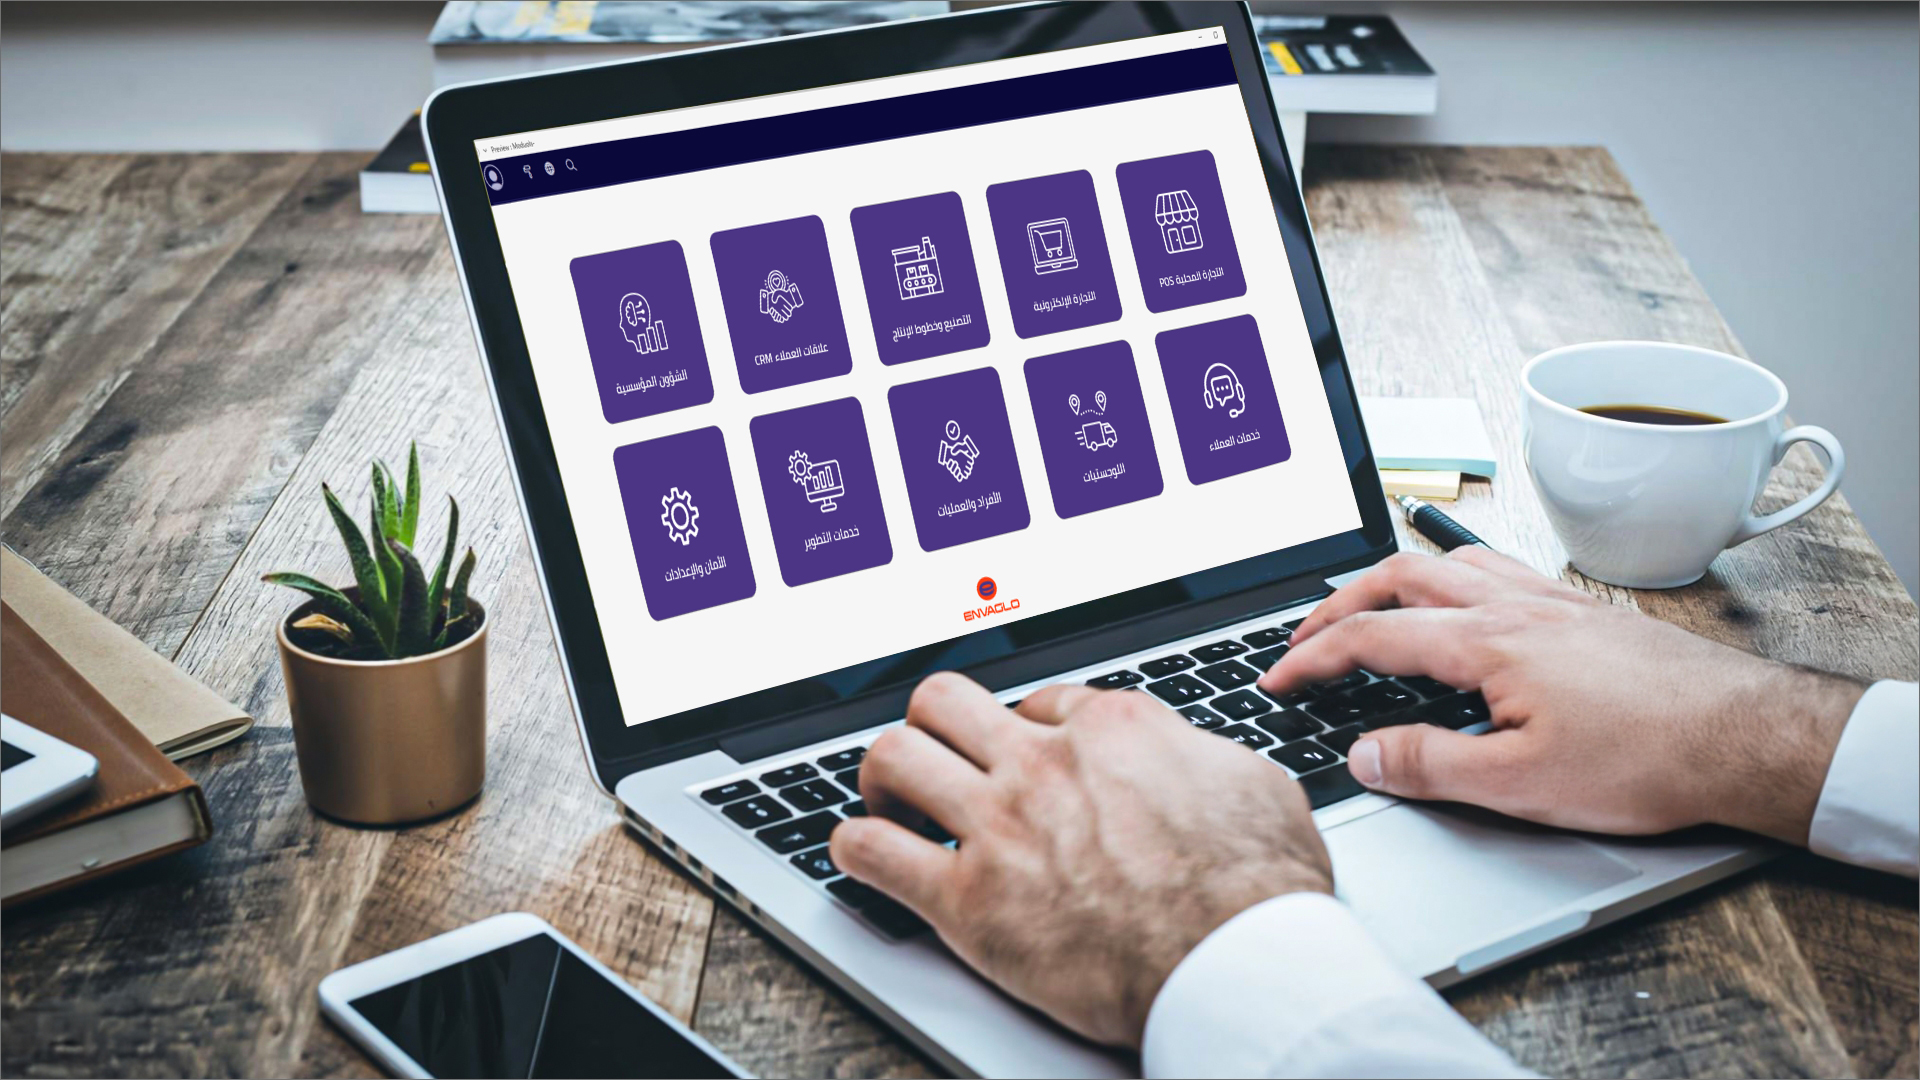 Preview : Moduals-
التجارة المحلية POS
التجارة الإلكترونية
التصنيع وخطوط الإنتاج
علاقات العملاء CRM
الشؤون المؤسسية
خدمات العملاء
اللوجستيات
الأفراد والعمليات
خدمات التطوير
الأمان والإعدادات
e
ENVAGLO